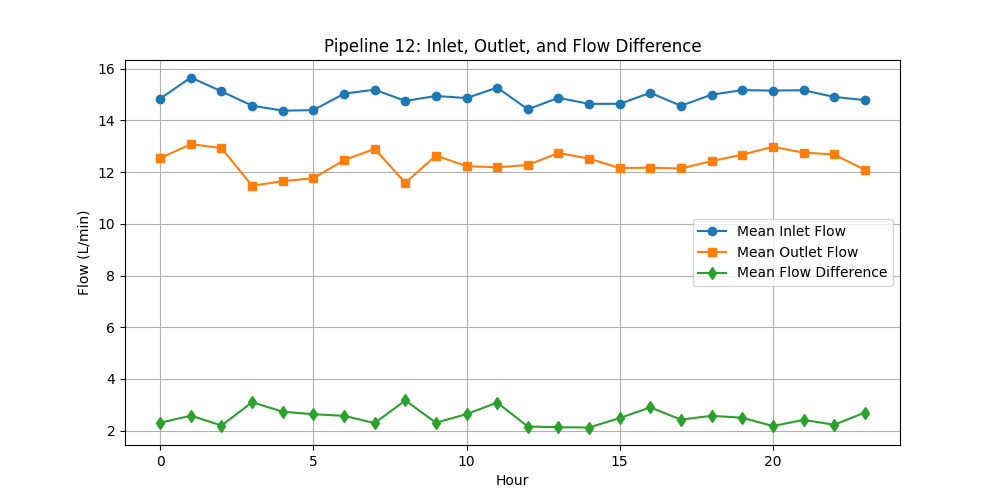 Pipeline 12: Inlet, Outlet, and Flow Difference
16
14
12
10
8
6
4
2
Flow (L/min)
Mean Inlet Flow
Mean Outlet Flow
Mean Flow Difference
0 5 10 15 20
Hour